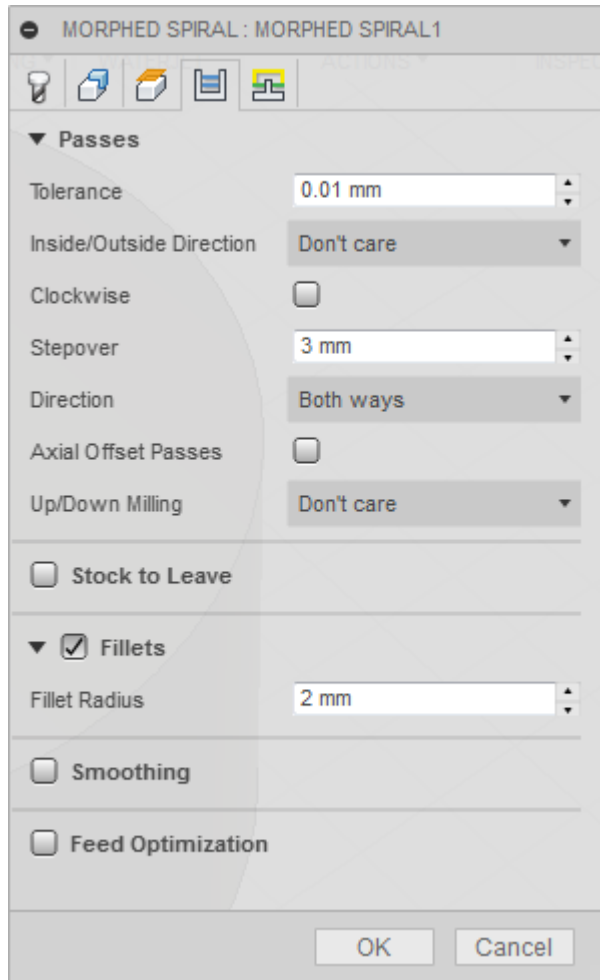 MORPHED SPIRAL : MORPHED SPIRAL1
ACTIONS
INSPEC
Passes
Tolerance 0.01 mm
Inside/Outside Direction Don't care
Clockwise
Stepover 3 mm
Direction Both ways
Axial Offset Passes
Up/Down Milling Don't care
Stock to Leave
Fillets
Fillet Radius 2 mm
Smoothing
Feed Optimization
OK Cancel